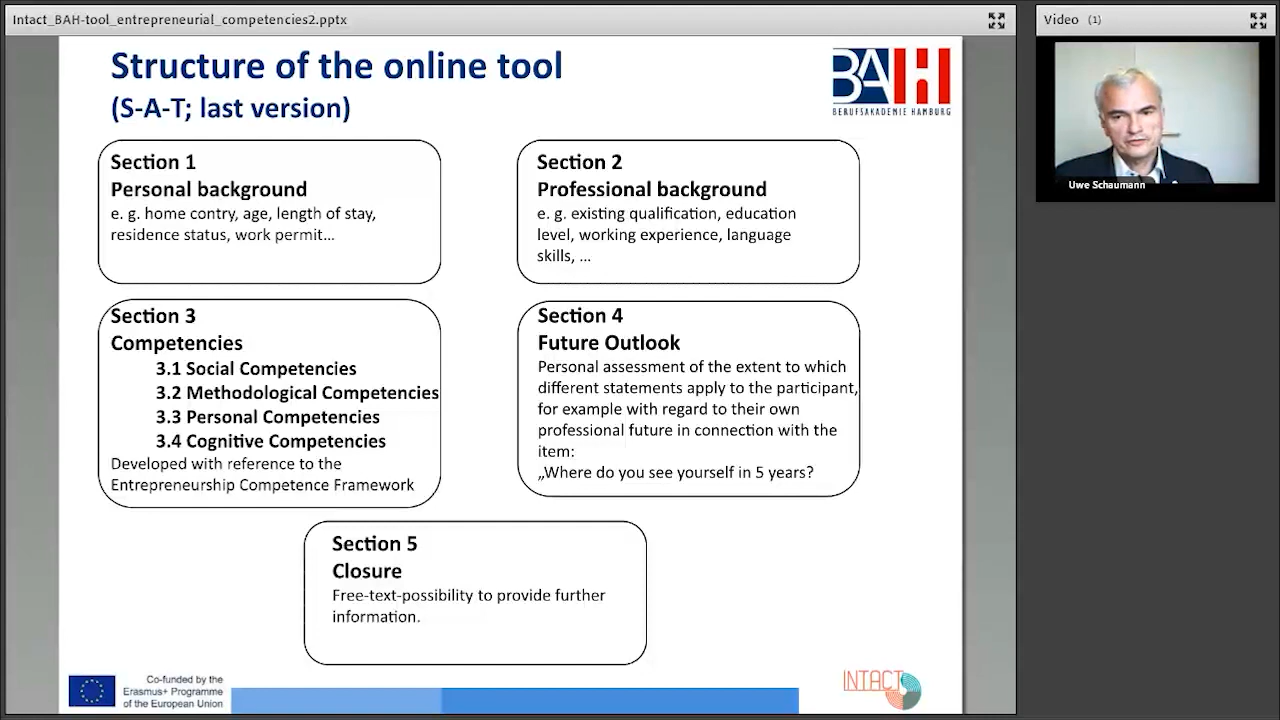 Intact_BAH-tool_entrepreneurial_competencies2.pptx
Video (1)
Structure of the online tool
(S-A-T; last version)
BAH
BERUFSAKADEMIE HAMBURG
Uwe Schaumann
Section 1
Personal background
e. g. home contry, age, length of stay,
residence status, work permit...
Section 2
Professional background
e. g. existing qualification, education
level, working experience, language
skills, ...
Section 3
Competencies
3.1 Social Competencies
3.2 Methodological Competencies
3.3 Personal Competencies
3.4 Cognitive Competencies
Developed with reference to the
Entrepreneurship Competence Framework
Section 4
Future Outlook
Personal assessment of the extent to which
different statements apply to the participant,
for example with regard to their own
professional future in connection with the
item:
„Where do you see yourself in 5 years?
Section 5
Closure
Free-text-possibility to provide further
information.
Co-funded by the
Erasmus+ Programme
of the European Union
INTACT